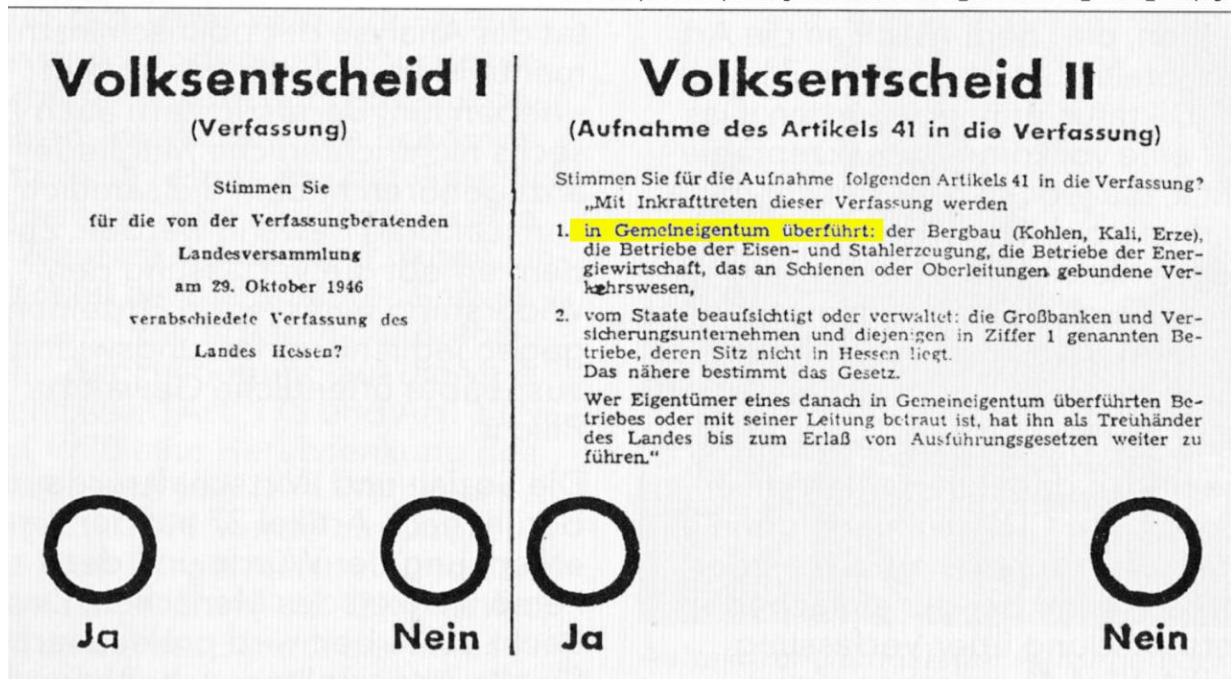 Volksentscheid I
(Verfassung)
Stimmen Sie
für die von der Verfassungberatenden
Landesversammlung
am 29. Oktober 1946
verabschiedete Verfassung des
Landes Hessen?
Ja
Nein
Volksentscheid II
(Aufnahme des Artikels 41 in die Verfassung)
Stimmen Sie für die Aufnahme folgenden Artikels 41 in die Verfassung?
„Mit Inkrafttreten dieser Verfassung werden
1. in Gemeineigentum überführt: der Bergbau (Kohlen, Kali, Erze),
die Betriebe der Eisen- und Stahlerzeugung, die Betriebe der Ener-
giewirtschaft, das an Schienen oder Oberleitungen gebundene Ver-
kehrswesen,
2. vom Staate beaufsichtigt oder verwaltet: die Großbanken und Ver-
sicherungsunternehmen und diejenigen in Ziffer 1 genannten Be-
triebe, deren Sitz nicht in Hessen liegt.
Das nähere bestimmt das Gesetz.
Wer Eigentümer eines danach in Gemeineigentum überführten Be-
triebes oder mit seiner Leitung betraut ist, hat ihn als Treuhänder
des Landes bis zum Erlaß von Ausführungsgesetzen weiter zu
führen.“
Ja
Nein